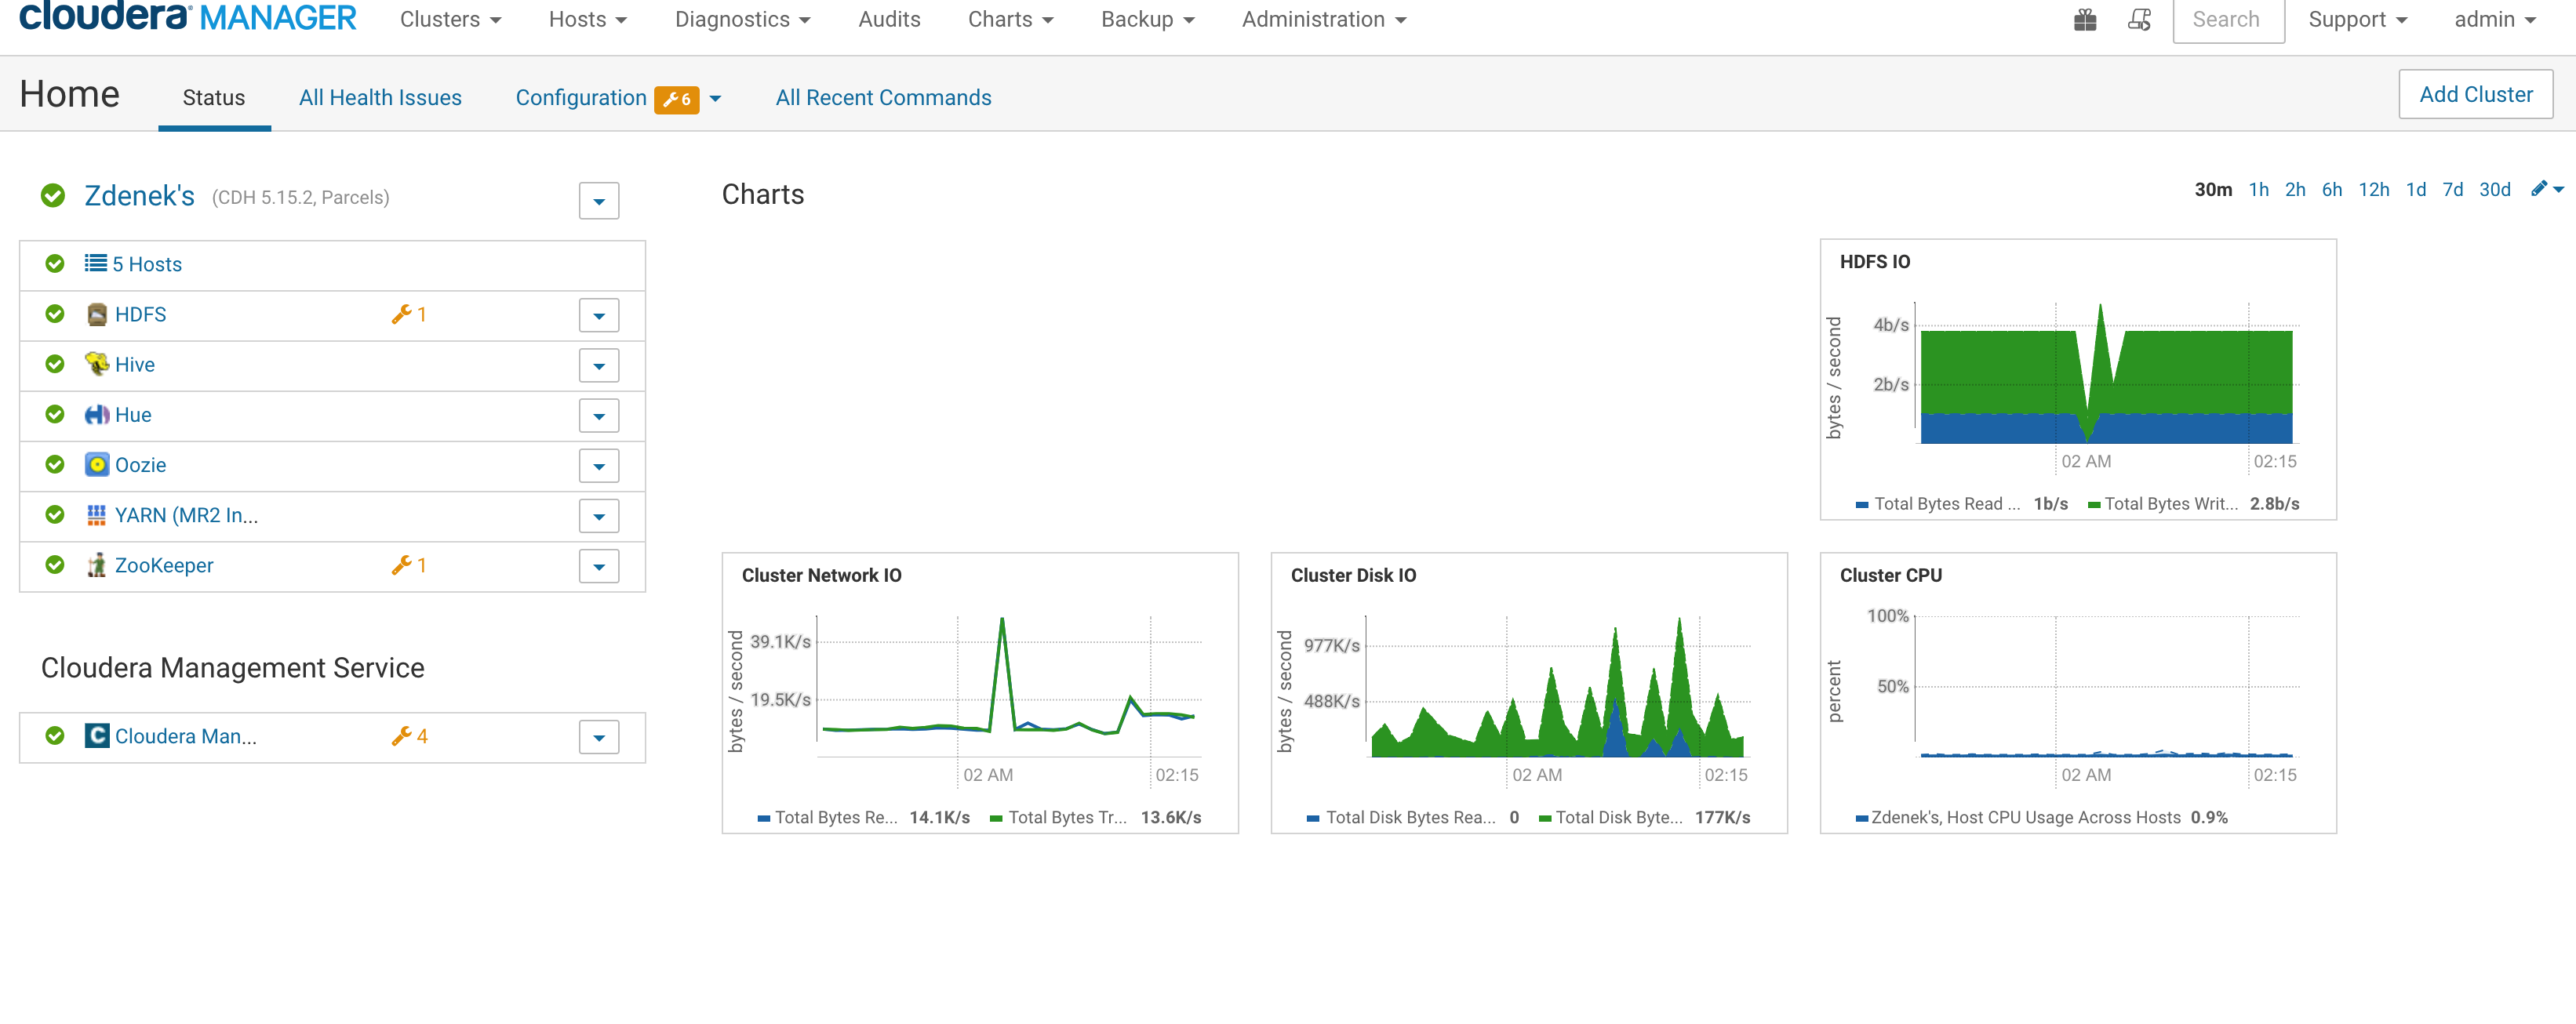 cloudera MANAGER Clusters Hosts Diagnostics Audits Charts Backup Administration Search Support admin
Home Status All Health Issues Configuration 6 All Recent Commands Add Cluster
Zdenek's (CDH 5.15.2, Parcels)
5 Hosts
HDFS 1
Hive
Hue
Oozie
YARN (MR2 In...
ZooKeeper 1
Cloudera Management Service
C Cloudera Man... 4
Charts
30m 1h 2h 6h 12h 1d 7d 30d
HDFS IO
bytes / second
4b/s
2b/s
02 AM 02:15
Total Bytes Read ... 1b/s Total Bytes Writ... 2.8b/s
Cluster Network IO
bytes / second
39.1K/s
19.5K/s
02 AM 02:15
Total Bytes Re... 14.1K/s Total Bytes Tr... 13.6K/s
Cluster Disk IO
bytes / second
977K/s
488K/s
02 AM 02:15
Total Disk Bytes Rea... 0 Total Disk Byte... 177K/s
Cluster CPU
percent
100%
50%
02 AM 02:15
Zdenek's, Host CPU Usage Across Hosts 0.9%